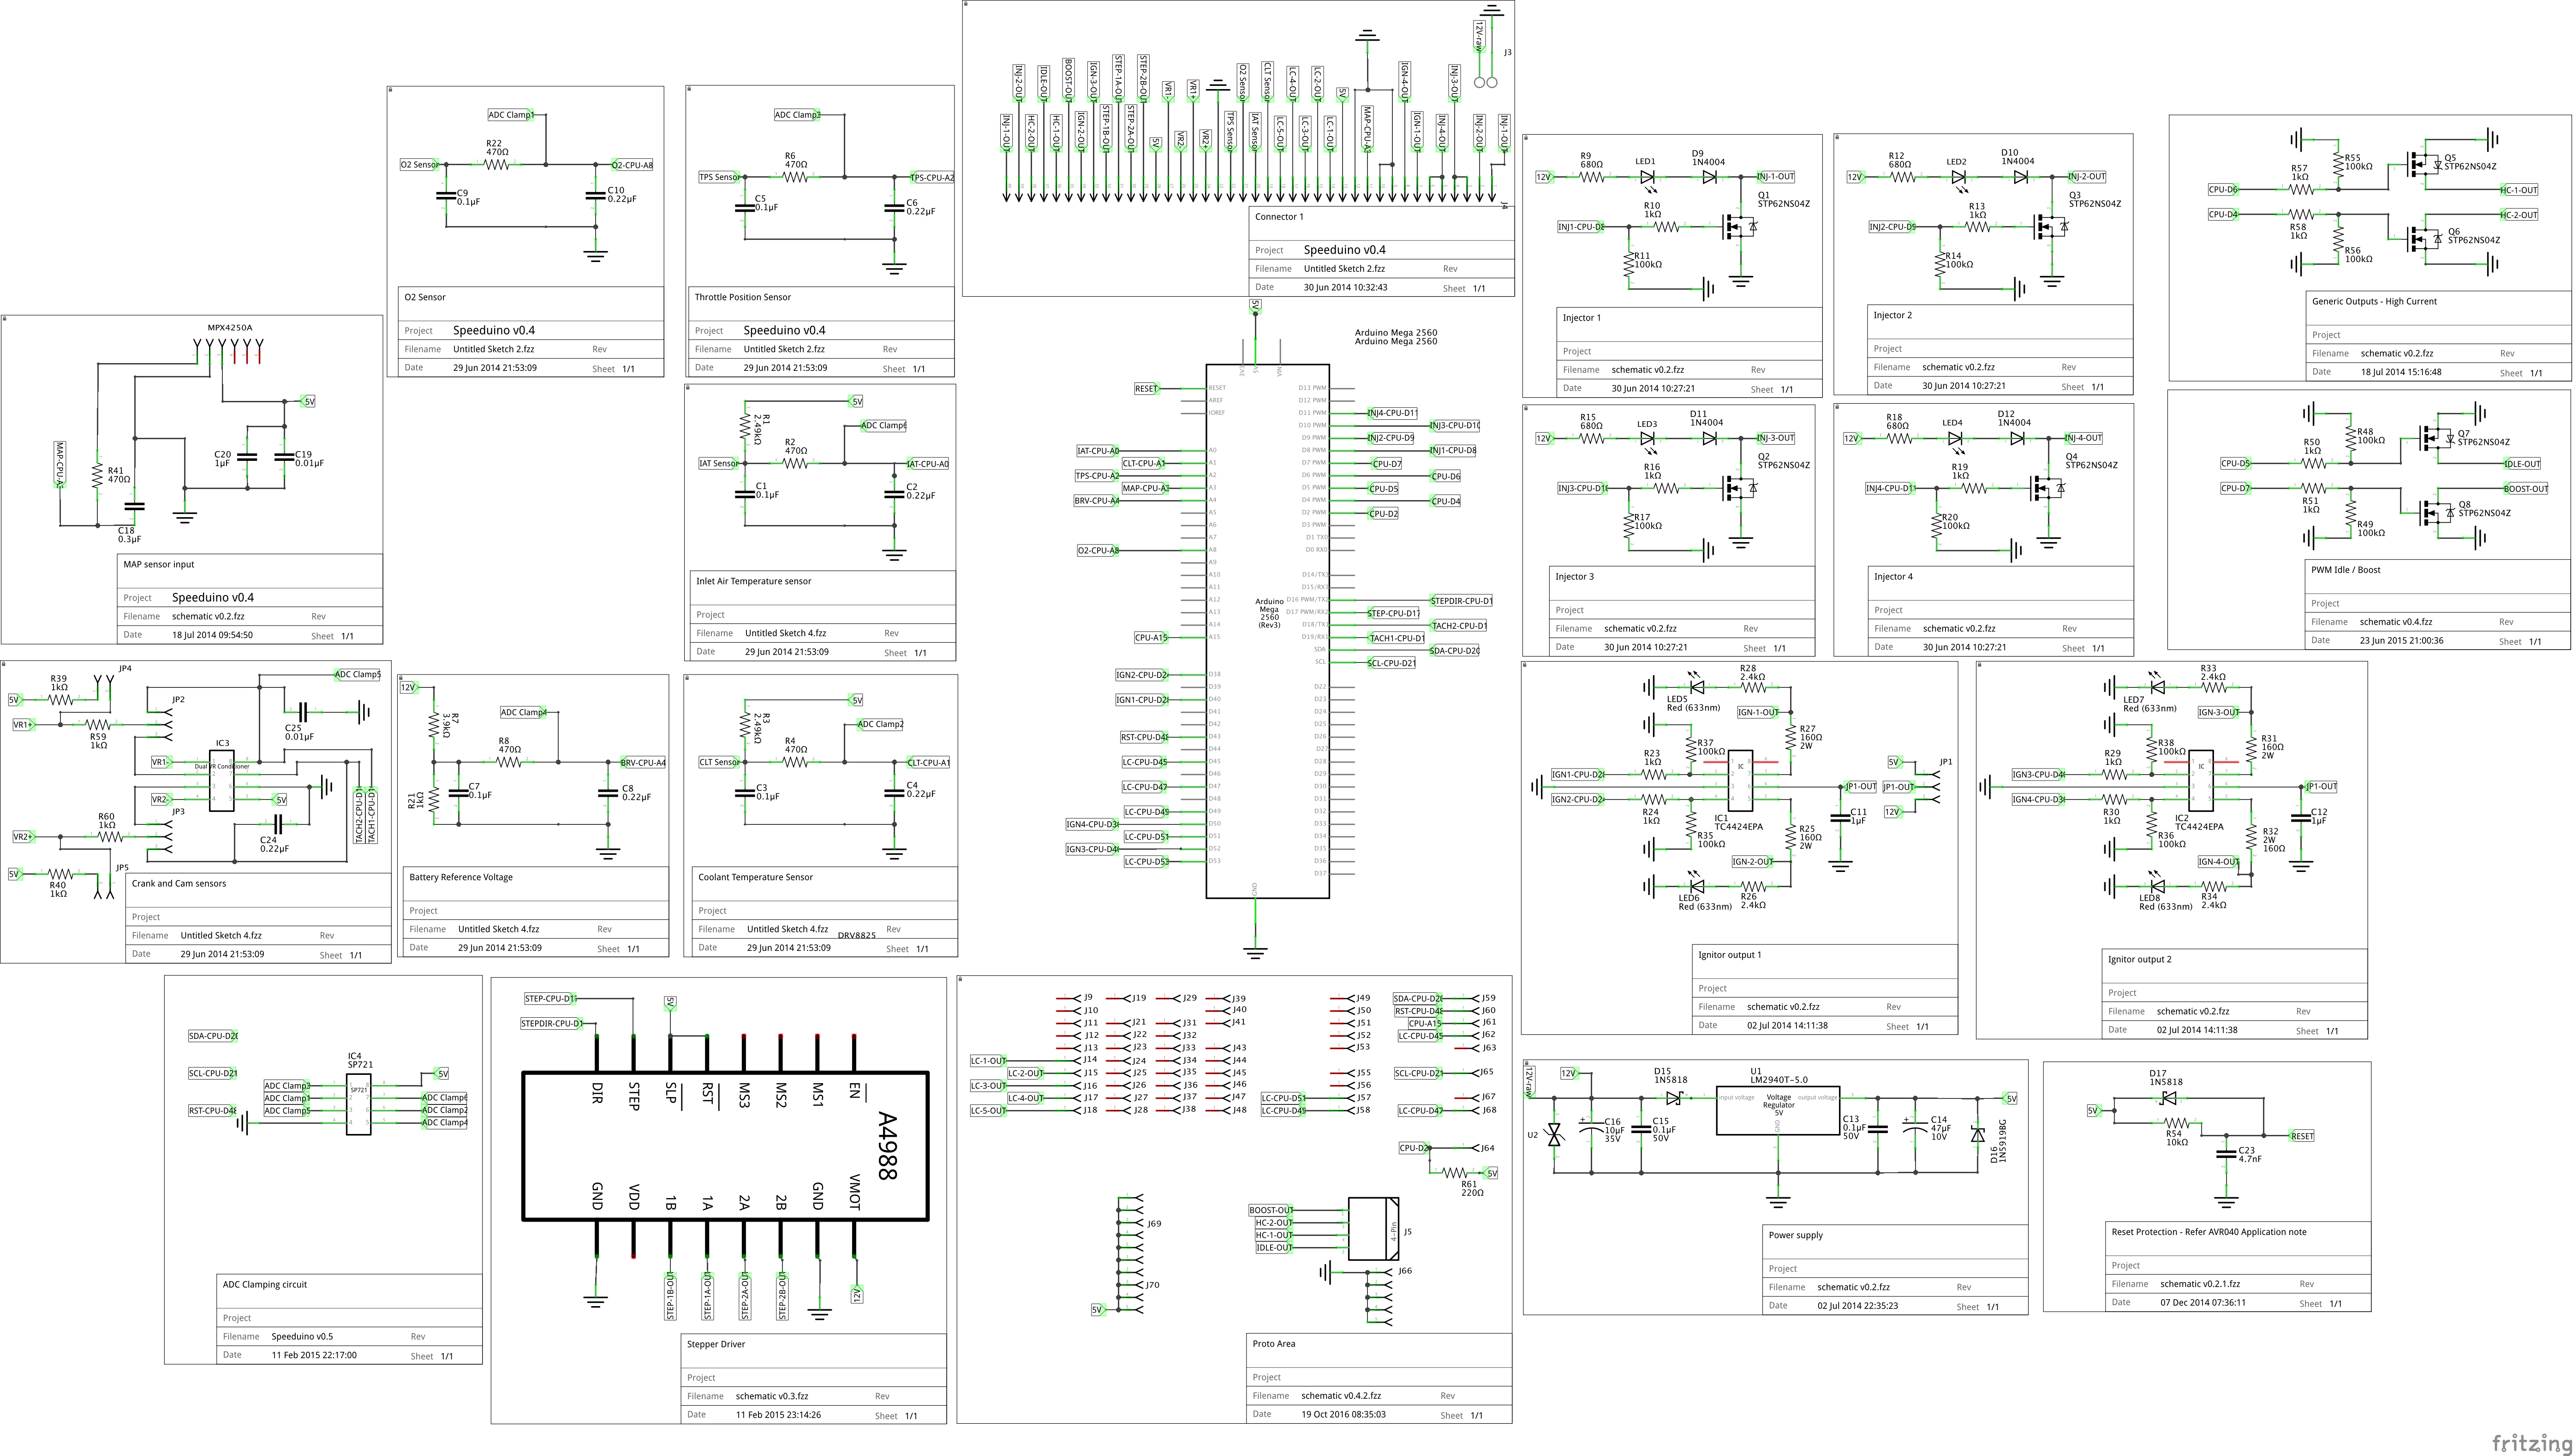 O2 Sensor
ADC Clamp1
R22
470Ω
O2-CPU-A8
C9
0.1µF
C10
0.22µF
O2 Sensor
Project Speeduino v0.4
Filename Untitled Sketch 2.fzz Rev
Date 29 Jun 2014 21:53:09 Sheet 1/1
ADC Clamp3
R6
470Ω
TPS Sensor
TPS-CPU-A2
C5
0.1µF
C6
0.22µF
Throttle Position Sensor
Project Speeduino v0.4
Filename Untitled Sketch 2.fzz Rev
Date 29 Jun 2014 21:53:09 Sheet 1/1
INJ-2-OUT
IDLE-OUT
BOOST-OUT
IGN-3-OUT
STEP-1A-OUT
STEP-2B-OUT
VR1-
VR1+
O2 Sensor
CLT Sensor
LC-4-OUT
LC-2-OUT
5V
IGN-4-OUT
INJ-3-OUT
12V-raw
J3
INJ-1-OUT
HC-2-OUT
HC-1-OUT
IGN-2-OUT
STEP-1B-OUT
STEP-2A-OUT
5V
VR2-
VR2+
TPS Sensor
IAT Sensor
LC-5-OUT
LC-3-OUT
LC-1-OUT
MAP-CPU-A3
IGN-1-OUT
INJ-4-OUT
INJ-2-OUT
INJ-1-OUT
J4
Connector 1
Project Speeduino v0.4
Filename Untitled Sketch 2.fzz Rev
Date 30 Jun 2014 10:32:43 Sheet 1/1
R9
680Ω
LED1
D9
1N4004
12V
INJ-1-OUT
Q1
STP62NS04Z
R10
1kΩ
INJ1-CPU-D8
R11
100kΩ
Injector 1
Project
Filename schematic v0.2.fzz Rev
Date 30 Jun 2014 10:27:21 Sheet 1/1
R12
680Ω
LED2
D10
1N4004
12V
INJ-2-OUT
Q3
STP62NS04Z
R13
1kΩ
INJ2-CPU-D9
R14
100kΩ
Injector 2
Project
Filename schematic v0.2.fzz Rev
Date 30 Jun 2014 10:27:21 Sheet 1/1
R55
100kΩ
Q5
STP62NS04Z
R57
1kΩ
CPU-D6
HC-1-OUT
CPU-D4
HC-2-OUT
R58
1kΩ
Q6
STP62NS04Z
R56
100kΩ
Generic Outputs - High Current
Project
Filename schematic v0.2.fzz Rev
Date 18 Jul 2014 15:16:48 Sheet 1/1
MPX4250A
5V
MAP-CPU-A3
R41
470Ω
C20
1µF
C19
0.01µF
C18
0.3µF
MAP sensor input
Project Speeduino v0.4
Filename schematic v0.2.fzz Rev
Date 18 Jul 2014 09:54:50 Sheet 1/1
5V
R1
2.49kΩ
ADC Clamp6
R2
470Ω
IAT Sensor
IAT-CPU-A0
C1
0.1µF
C2
0.22µF
Inlet Air Temperature sensor
Project
Filename Untitled Sketch 4.fzz Rev
Date 29 Jun 2014 21:53:09 Sheet 1/1
5V
Arduino Mega 2560
Arduino Mega 2560
3V3
5V
VIN
RESET
IAT-CPU-A0
CLT-CPU-A1
TPS-CPU-A2
MAP-CPU-A3
BRV-CPU-A4
O2-CPU-A8
CPU-A15
IGN2-CPU-D2
IGN1-CPU-D2
RST-CPU-D4
LC-CPU-D45
LC-CPU-D47
LC-CPU-D49
IGN4-CPU-D3
LC-CPU-D51
IGN3-CPU-D4
LC-CPU-D53
RESET
AREF
IOREF
A0
A1
A2
A3
A4
A5
A6
A7
A8
A9
A10
A11
A12
A13
A14
A15
D38
D39
D40
D41
D42
D43
D44
D45
D46
D47
D48
D49
D50
D51
D52
D53
Arduino
Mega
2560
(Rev3)
GND
D13 PWM
D12 PWM
D11 PWM
D10 PWM
D9 PWM
D8 PWM
D7 PWM
D6 PWM
D5 PWM
D4 PWM
D2 PWM
D3 PWM
D1 TX0
D0 RX0
D14/TX3
D15/RX3
D16 PWM/TX2
D17 PWM/RX2
D18/TX1
D19/RX1
SDA
SCL
D22
D23
D24
D25
D26
D27
D28
D29
D30
D31
D32
D33
D34
D35
D36
D37
INJ4-CPU-D11
INJ3-CPU-D10
INJ2-CPU-D9
INJ1-CPU-D8
CPU-D7
CPU-D6
CPU-D5
CPU-D4
CPU-D2
STEPDIR-CPU-D1
STEP-CPU-D17
TACH2-CPU-D1
TACH1-CPU-D1
SDA-CPU-D20
SCL-CPU-D21
R15
680Ω
LED3
D11
1N4004
12V
INJ-3-OUT
Q2
STP62NS04Z
R16
1kΩ
INJ3-CPU-D10
R17
100kΩ
Injector 3
Project
Filename schematic v0.2.fzz Rev
Date 30 Jun 2014 10:27:21 Sheet 1/1
R18
680Ω
LED4
D12
1N4004
12V
INJ-4-OUT
Q4
STP62NS04Z
R19
1kΩ
INJ4-CPU-D11
R20
100kΩ
Injector 4
Project
Filename schematic v0.2.fzz Rev
Date 30 Jun 2014 10:27:21 Sheet 1/1
R48
100kΩ
Q7
STP62NS04Z
R50
1kΩ
CPU-D5
IDLE-OUT
CPU-D7
BOOST-OUT
R51
1kΩ
Q8
STP62NS04Z
R49
100kΩ
PWM Idle / Boost
Project
Filename schematic v0.4.fzz Rev
Date 23 Jun 2015 21:00:36 Sheet 1/1
JP4
R39
1kΩ
ADC Clamp5
5V
JP2
VR1+
R59
1kΩ
C25
0.01µF
IC3
VR1-
Dual VR Conditioner
VR2-
5V
JP3
R60
1kΩ
VR2+
C24
0.22µF
TACH2-CPU-D1
TACH1-CPU-D1
5V
JP5
R40
1kΩ
Crank and Cam sensors
Project
Filename Untitled Sketch 4.fzz Rev
Date 29 Jun 2014 21:53:09 Sheet 1/1
12V
R7
3.9kΩ
ADC Clamp4
R8
470Ω
BRV-CPU-A4
R21
1kΩ
C7
0.1µF
C8
0.22µF
Battery Reference Voltage
Project
Filename Untitled Sketch 4.fzz Rev
Date 29 Jun 2014 21:53:09 Sheet 1/1
5V
R3
2.49kΩ
ADC Clamp2
R4
470Ω
CLT Sensor
CLT-CPU-A1
C3
0.1µF
C4
0.22µF
Coolant Temperature Sensor
Project
Filename Untitled Sketch 4.fzz Rev
DRV8825
Date 29 Jun 2014 21:53:09 Sheet 1/1
R28
2.4kΩ
LED5
Red (633nm)
IGN-1-OUT
R27
160Ω
2W
R37
100kΩ
R23
1kΩ
IC
IGN1-CPU-D2
IGN2-CPU-D2
R24
1kΩ
IC1
TC4424EPA
R35
100kΩ
R25
160Ω
2W
JP1-OUT
C11
1µF
IGN-2-OUT
LED6
Red (633nm)
R26
2.4kΩ
5V
JP1
JP1-OUT
12V
Ignitor output 1
Project
Filename schematic v0.2.fzz Rev
Date 02 Jul 2014 14:11:38 Sheet 1/1
R33
2.4kΩ
LED7
Red (633nm)
IGN-3-OUT
R31
160Ω
2W
R38
100kΩ
R29
1kΩ
IC
IGN3-CPU-D4
IGN4-CPU-D3
R30
1kΩ
IC2
TC4424EPA
R36
100kΩ
R32
2W
160Ω
JP1-OUT
C12
1µF
IGN-4-OUT
LED8
Red (633nm)
R34
2.4kΩ
Ignitor output 2
Project
Filename schematic v0.2.fzz Rev
Date 02 Jul 2014 14:11:38 Sheet 1/1
SDA-CPU-D20
SCL-CPU-D21
RST-CPU-D4
IC4
SP721
SP721
ADC Clamp3
ADC Clamp1
ADC Clamp5
5V
ADC Clamp6
ADC Clamp2
ADC Clamp4
ADC Clamping circuit
Project
Filename Speeduino v0.5 Rev
Date 11 Feb 2015 22:17:00 Sheet 1/1
STEP-CPU-D17
STEPDIR-CPU-D1
5V
DIR
STEP
SLP
RST
MS3
MS2
MS1
EN
A4988
GND
VDD
1B
1A
2A
2B
GND
VMOT
STEP-1B-OUT
STEP-1A-OUT
STEP-2A-OUT
STEP-2B-OUT
12V
Stepper Driver
Project
Filename schematic v0.3.fzz Rev
Date 11 Feb 2015 23:14:26 Sheet 1/1
J9 J19 J29 J39 J49 SDA-CPU-D20 J59
J10 J40 J50 RST-CPU-D4 J60
J11 J21 J31 J41 J51 CPU-A15 J61
J12 J22 J32 J52 LC-CPU-D45 J62
J13 J23 J33 J43 J53 J63
LC-1-OUT J14 J24 J34 J44
LC-2-OUT J15 J25 J35 J45 J55 SCL-CPU-D21 J65
LC-3-OUT J16 J26 J36 J46 J56
LC-4-OUT J17 J27 J37 J47 LC-CPU-D51 J57 J67
LC-5-OUT J18 J28 J38 J48 LC-CPU-D49 J58 LC-CPU-D47 J68
CPU-D2 J64
5V
R61
220Ω
J69
J70
5V
BOOST-OUT
HC-2-OUT
HC-1-OUT
IDLE-OUT
4-Pin
J5
J66
Proto Area
Project
Filename schematic v0.4.2.fzz Rev
Date 19 Oct 2016 08:35:03 Sheet 1/1
12V-raw
12V
D15
1N5818
U1
LM2940T-5.0
input voltage
Voltage
Regulator
5V
output voltage
GND
U2
C16
10µF
35V
C15
0.1µF
50V
C13
0.1µF
50V
C14
47µF
10V
D16
1N5919BG
5V
Power supply
Project
Filename schematic v0.2.fzz Rev
Date 02 Jul 2014 22:35:23 Sheet 1/1
D17
1N5818
5V
R54
10kΩ
RESET
C23
4.7nF
Reset Protection - Refer AVR040 Application note
Project
Filename schematic v0.2.1.fzz Rev
Date 07 Dec 2014 07:36:11 Sheet 1/1
fritzing